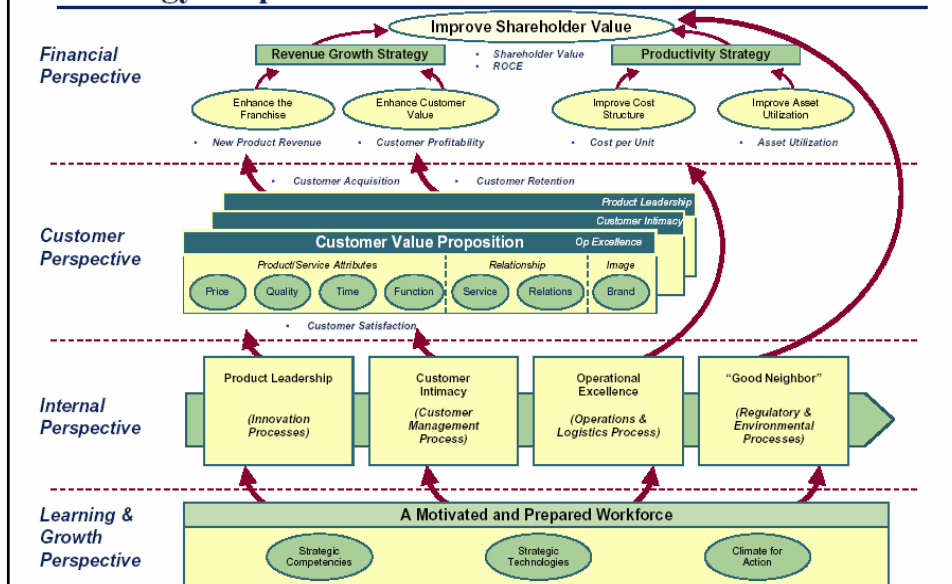 Improve Shareholder Value
Financial
Perspective
Revenue Growth Strategy
• Shareholder Value
• ROCE
Productivity Strategy
Enhance the
Franchise
Enhance Customer
Value
Improve Cost
Structure
Improve Asset
Utilization
• New Product Revenue
• Customer Profitability
• Cost per Unit
• Asset Utilization
• Customer Acquisition
• Customer Retention
Customer
Perspective
Product Leadership
Customer Intimacy
Customer Value Proposition
Op Excellence
Product/Service Attributes
Relationship
Image
Price
Quality
Time
Function
Service
Relations
Brand
• Customer Satisfaction
Internal
Perspective
Product Leadership
(Innovation
Processes)
Customer
Intimacy
(Customer
Management
Process)
Operational
Excellence
(Operations &
Logistics Process)
“Good Neighbor”
(Regulatory &
Environmental
Processes)
Learning &
Growth
Perspective
A Motivated and Prepared Workforce
Strategic
Competencies
Strategic
Technologies
Climate for
Action